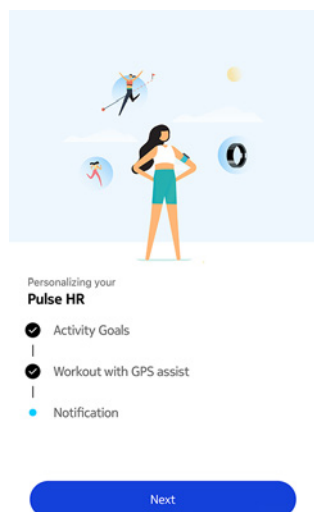 Personalizing your
Pulse HR
Activity Goals
Workout with GPS assist
Notification
Next